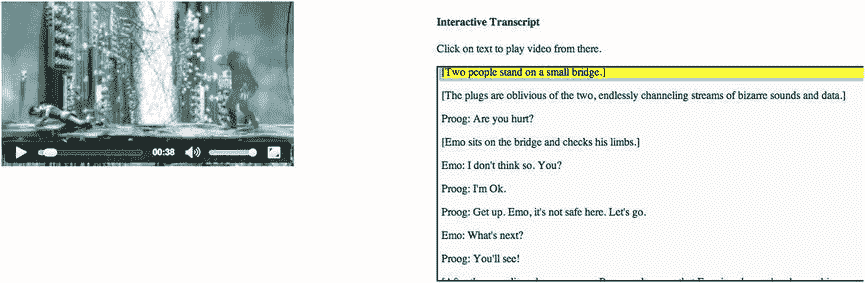 00:38
Interactive Transcript
Click on text to play video from there.
[Two people stand on a small bridge.]
[The plugs are oblivious of the two, endlessly channeling streams of bizarre sounds and data.]
Proog: Are you hurt?
[Emo sits on the bridge and checks his limbs.]
Emo: I don't think so. You?
Proog: I'm Ok.
Proog: Get up. Emo, it's not safe here. Let's go.
Emo: What's next?
Proog: You'll see!